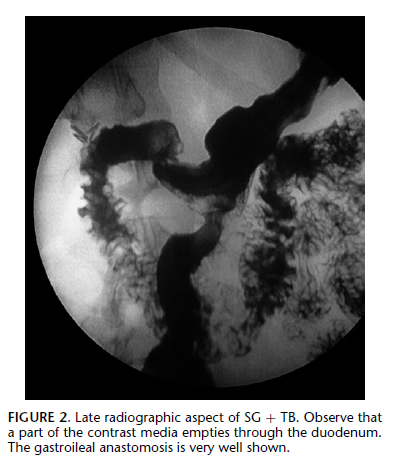 FIGURE 2. Late radiographic aspect of SG + TB. Observe that
a part of the contrast media empties through the duodenum.
The gastroileal anastomosis is very well shown.